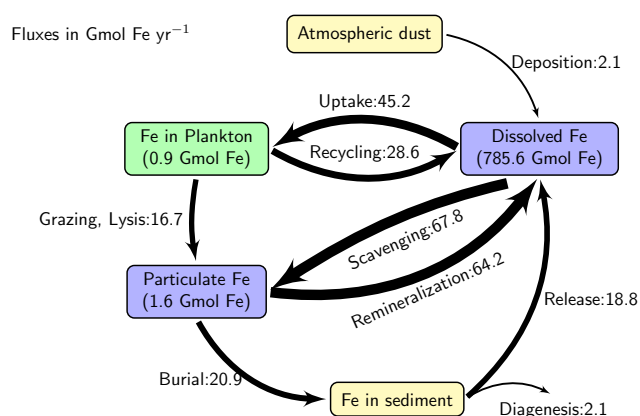 Fluxes in Gmol Fe yr⁻¹
Atmospheric dust
Deposition:2.1
Uptake:45.2
Fe in Plankton
(0.9 Gmol Fe)
Dissolved Fe
(785.6 Gmol Fe)
Recycling:28.6
Grazing, Lysis:16.7
Scavenging:67.8
Particulate Fe
(1.6 Gmol Fe)
Remineralization:64.2
Release:18.8
Burial:20.9
Fe in sediment
Diagenesis:2.1